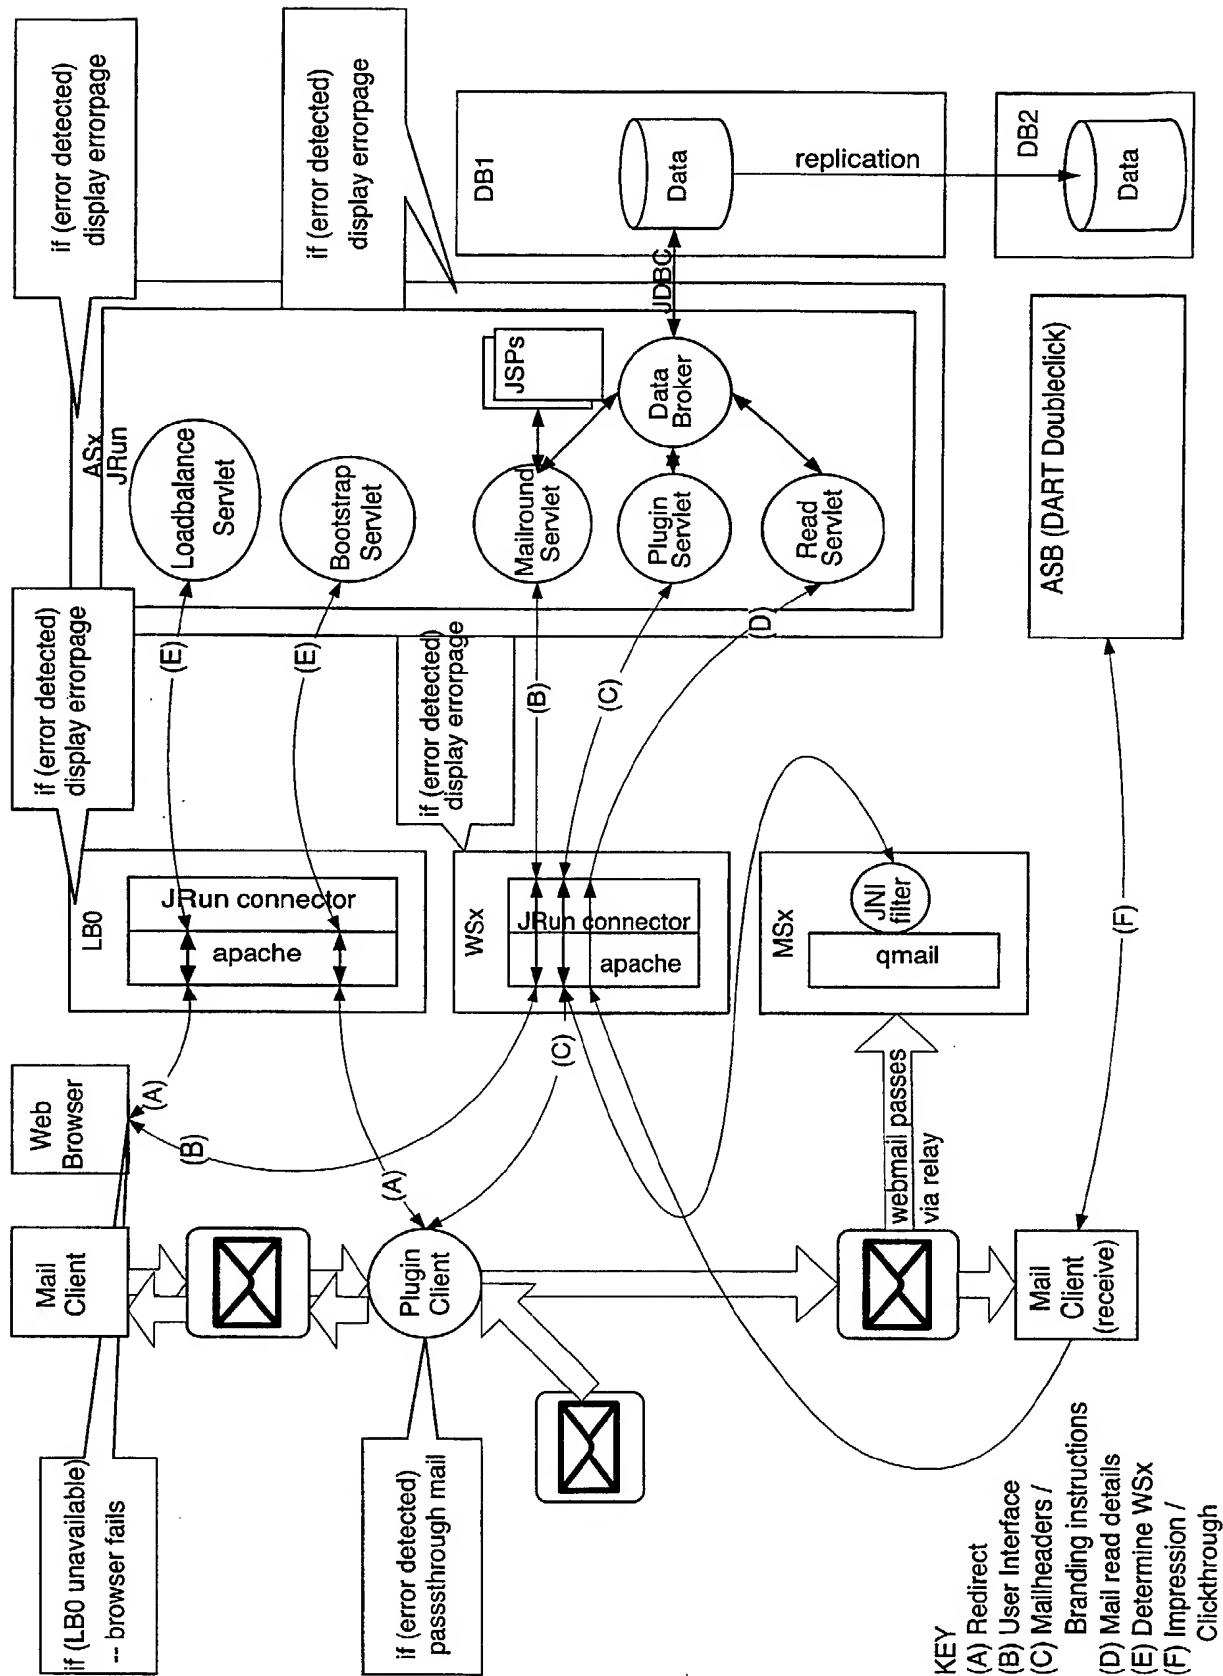 if (LB0 unavailable)
-- browser fails
Mail
Client
Web
Browser
(A)
(B)
LB0
JRun connector
apache
if (error detected)
display errorpage
(E)
(E)
ASx
JRun
Loadbalance
Servlet
Bootstrap
Servlet
if (error detected)
display errorpage
if (error detected)
display errorpage
if (error detected)
passsthrough mail
Plugin
Client
(A)
(C)
WSx
JRun connector
apache
if (error detected)
display errorpage
(B)
(C)
(D)
Mailround
Servlet
JSPs
Plugin
Servlet
Data
Broker
Read
Servlet
JDBC
DB1
Data
replication
DB2
Data
webmail passes
via relay
MSx
qmail
JNI
filter
Mail
Client
(receive)
(F)
ASB (DART Doubleclick)
KEY
(A) Redirect
(B) User Interface
(C) Mailheaders /
Branding instructions
(D) Mail read details
(E) Determine WSx
(F) Impression /
Clickthrough